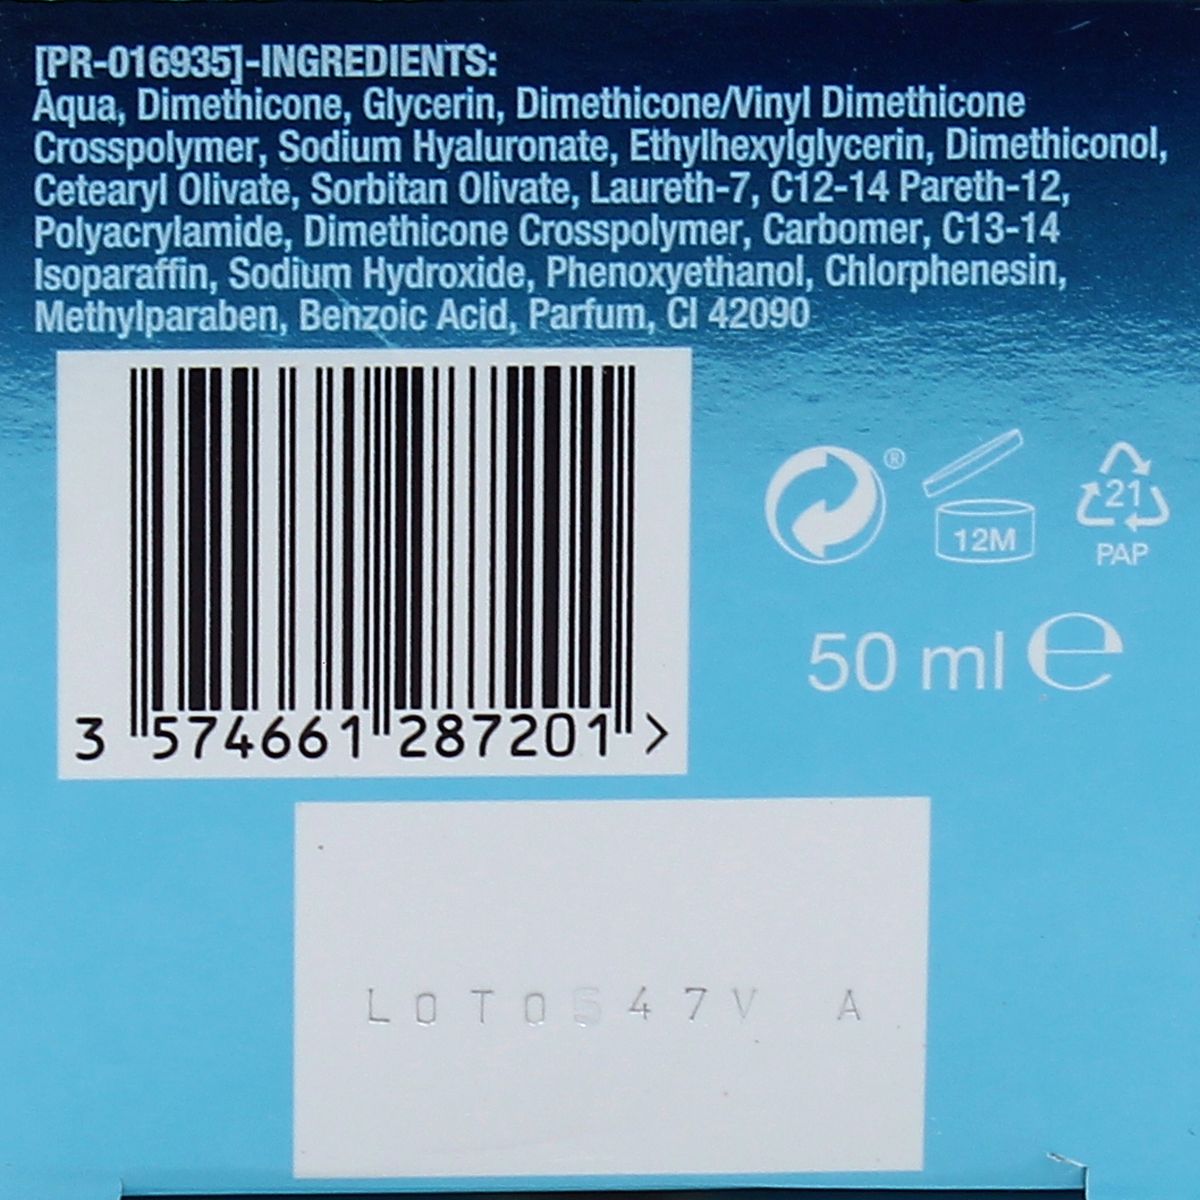 [PR-016935]-INGREDIENTS:
Aqua, Dimethicone, Glycerin, Dimethicone/Vinyl Dimethicone
Crosspolymer, Sodium Hyaluronate, Ethylhexylglycerin, Dimethiconol,
Cetearyl Olivate, Sorbitan Olivate, Laureth-7, C12-14 Pareth-12,
Polyacrylamide, Dimethicone Crosspolymer, Carbomer, C13-14
Isoparaffin, Sodium Hydroxide, Phenoxyethanol, Chlorphenesin,
Methylparaben, Benzoic Acid, Parfum, CI 42090
®
12M
21
PAP
50 ml ℮
3 574661 287201 >
A